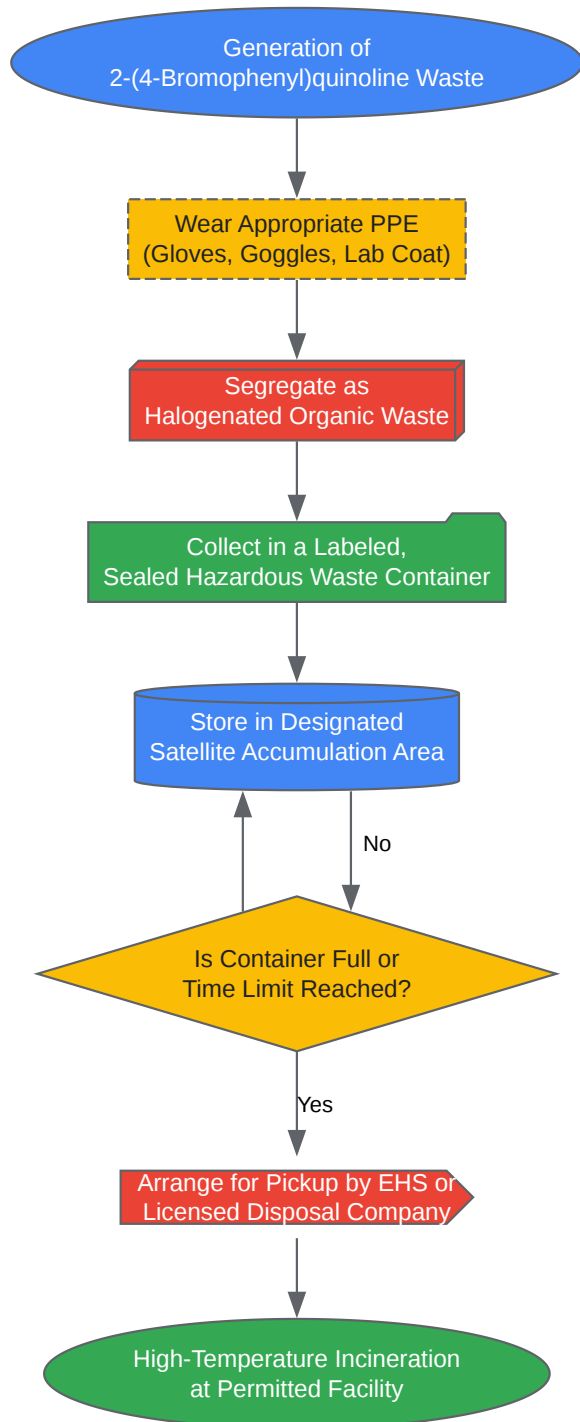 Generation of
2-(4-Bromophenyl)quinoline Waste
Wear Appropriate PPE
(Gloves, Goggles, Lab Coat)
Segregate as
Halogenated Organic Waste
Collect in a Labeled,
Sealed Hazardous Waste Container
Store in Designated
Satellite Accumulation Area
No
Is Container Full or
Time Limit Reached?
Yes
Arrange for Pickup by EHS or
Licensed Disposal Company
High-Temperature Incineration
at Permitted Facility